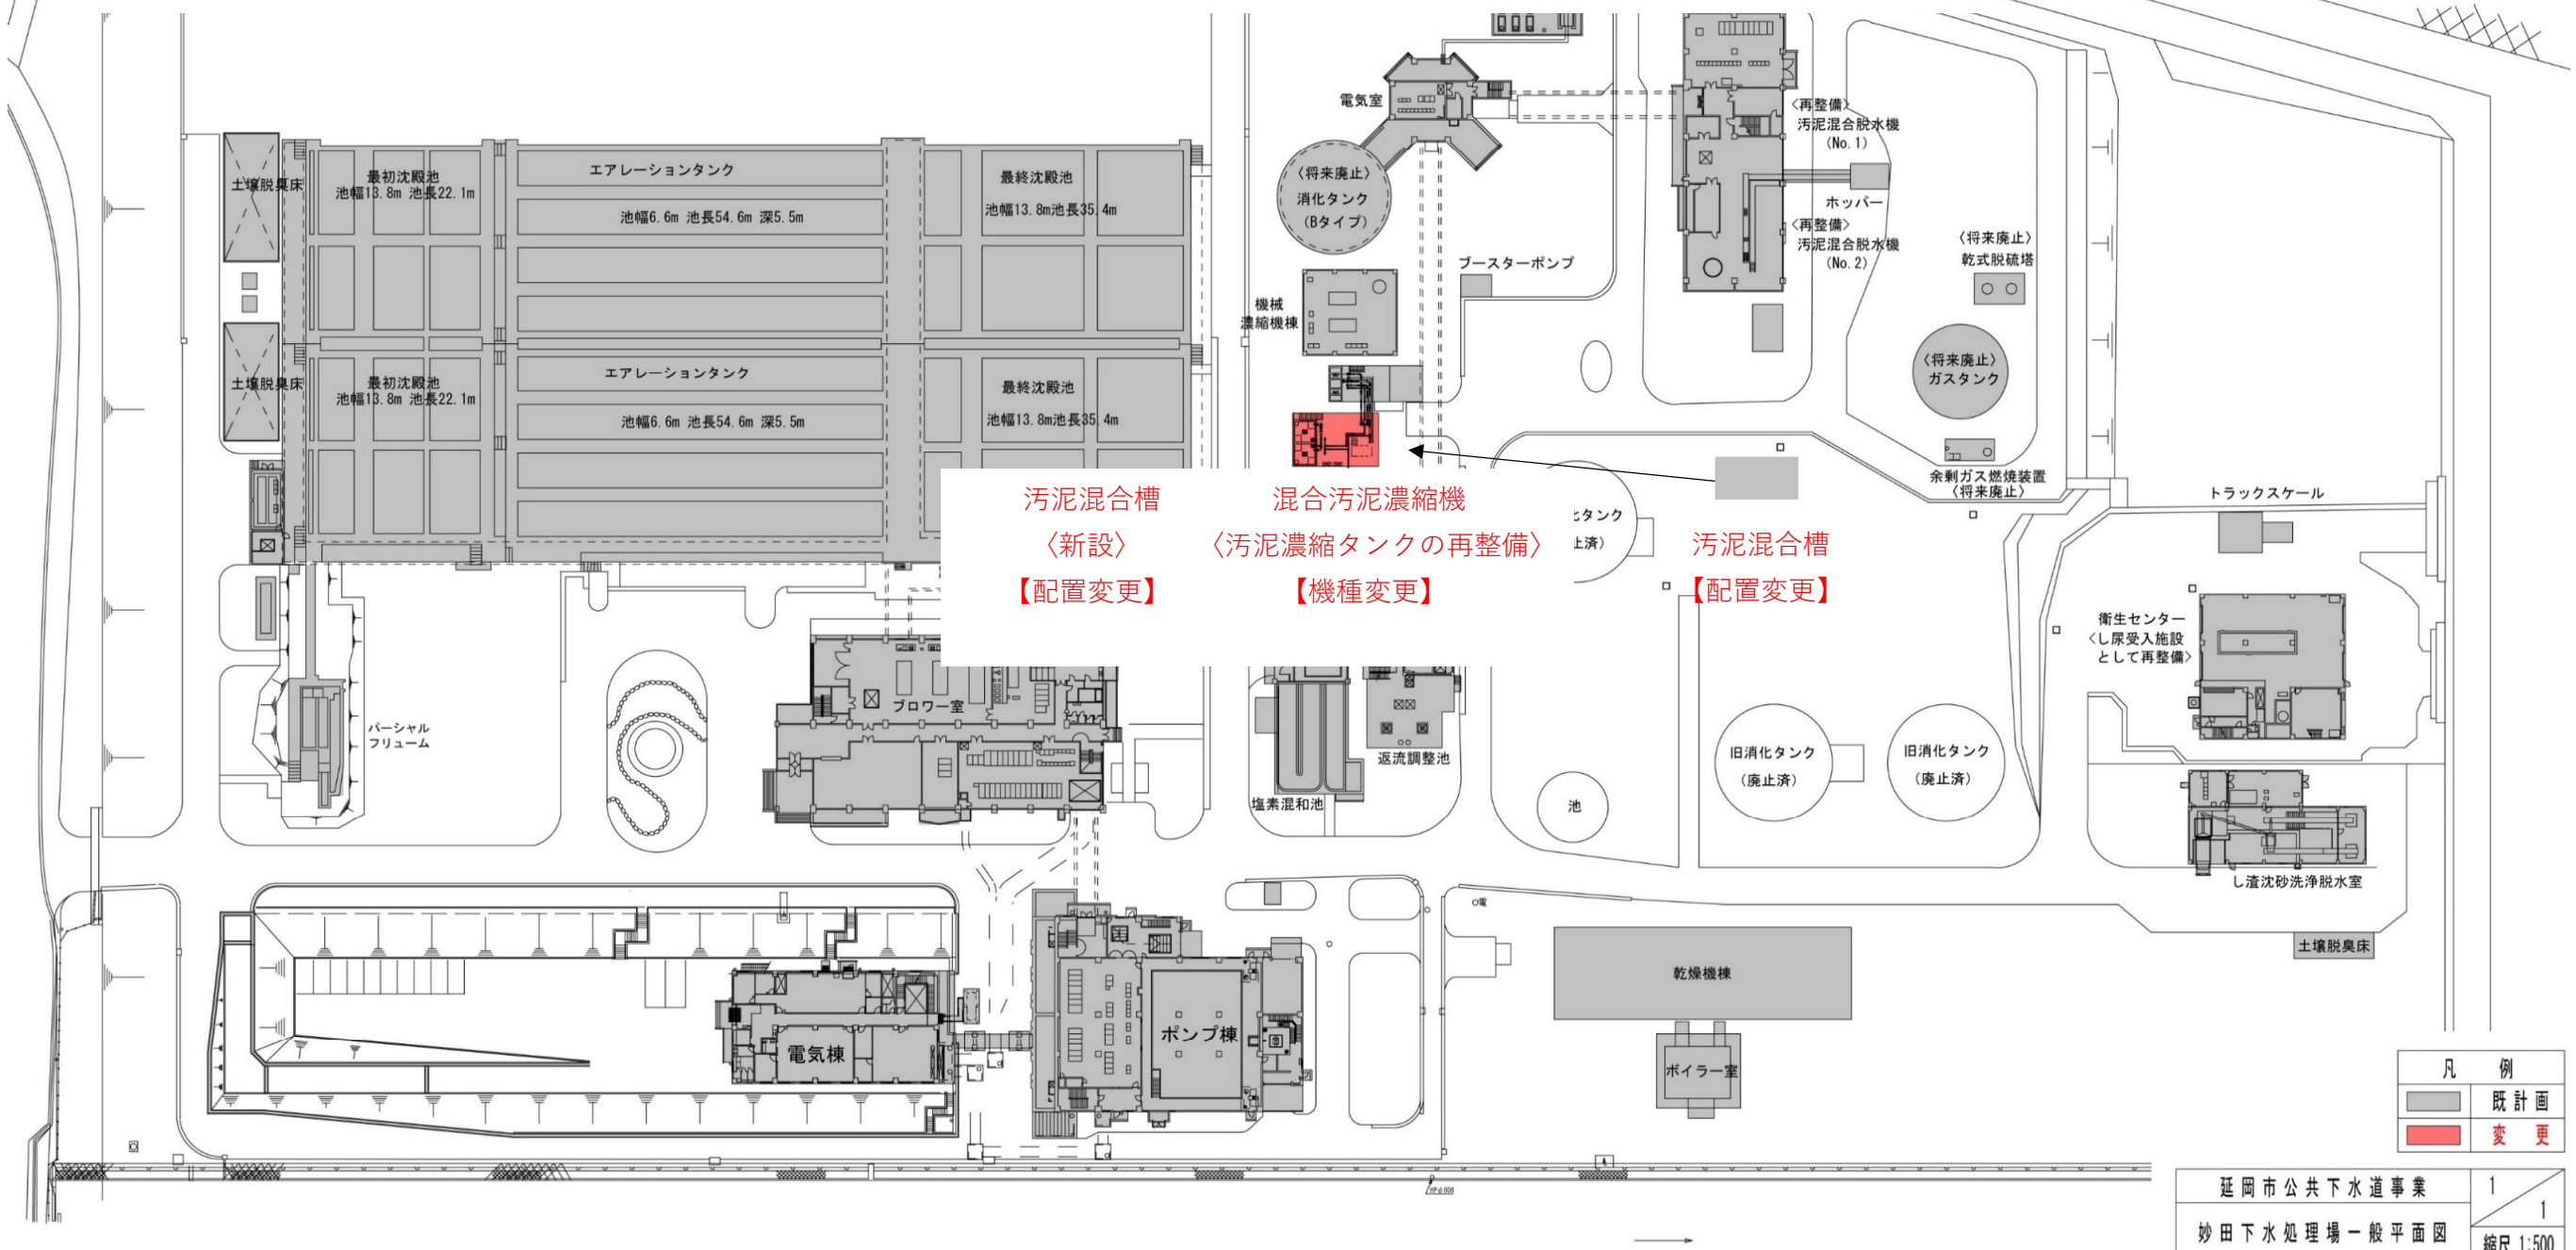 電気室
〈再整備〉
汚泥混合脱水機
(No.1)
土壌脱臭床
最初沈殿池
池幅13.8m 池長22.1m
エアレーションタンク
池幅6.6m 池長54.6m 深5.5m
最終沈殿池
池幅13.8m池長35.4m
〈将来廃止〉
消化タンク
(Bタイプ)
ホッパー
〈再整備〉
汚泥混合脱水機
(No.2)
ブースターポンプ
〈将来廃止〉
乾式脱硫塔
機械
濃縮機棟
〈将来廃止〉
ガスタンク
土壌脱臭床
最初沈殿池
池幅13.8m 池長22.1m
エアレーションタンク
池幅6.6m 池長54.6m 深5.5m
最終沈殿池
池幅13.8m池長35.4m
余剰ガス燃焼装置
〈将来廃止〉
トラックスケール
汚泥混合槽
〈新設〉
【配置変更】
混合汚泥濃縮機
〈汚泥濃縮タンクの再整備〉
【機種変更】
タンク
止済)
汚泥混合槽
【配置変更】
衛生センター
〈し尿受入施設
として再整備〉
パーシャル
フリューム
ブロワー室
返流調整池
塩素混和池
池
旧消化タンク
(廃止済)
旧消化タンク
(廃止済)
し渣沈砂洗浄脱水室
土壌脱臭床
電
乾燥機棟
ボイラー室
電気棟
ポンプ棟
凡例
既計画
変更
延岡市公共下水道事業
1
1
妙田下水処理場一般平面図
縮尺 1:500